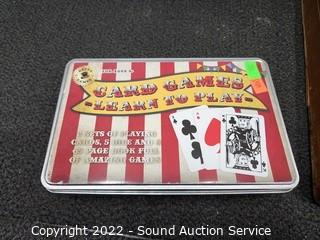 CARD GAMES
LEARN TO PLAY
2 SETS OF PLAYING
CARDS, 5 DICE AND A
PAGE BOOK FULL
OF AMAZING GAMES
Copyright 2022 - Sound Auction Service